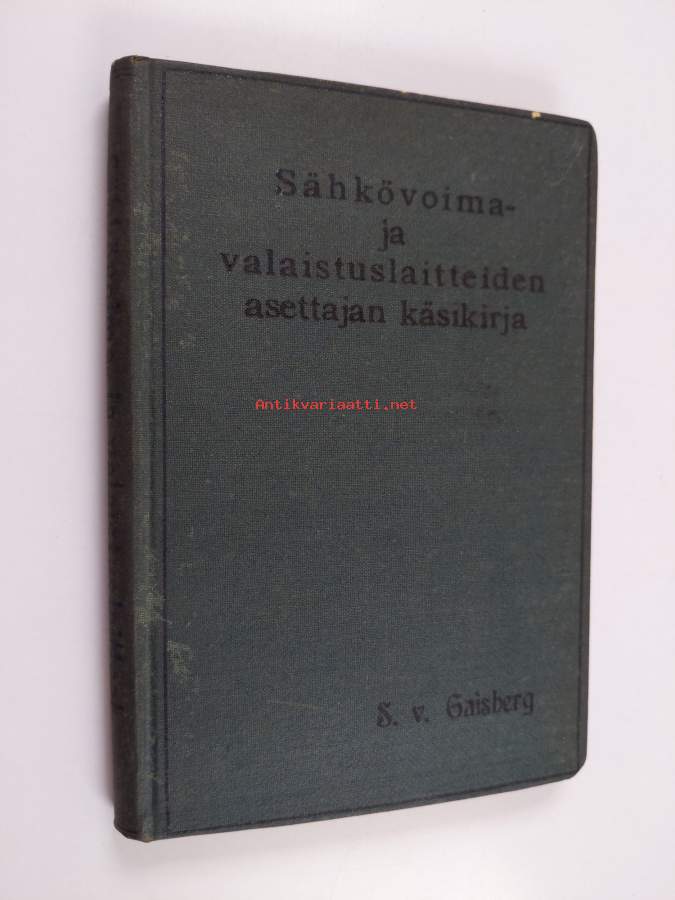 Sähkövoima-
ja
valaistuslaitteiden
asettajan käsikirja
Antikvariaatti.net
S. v. Gaisberg